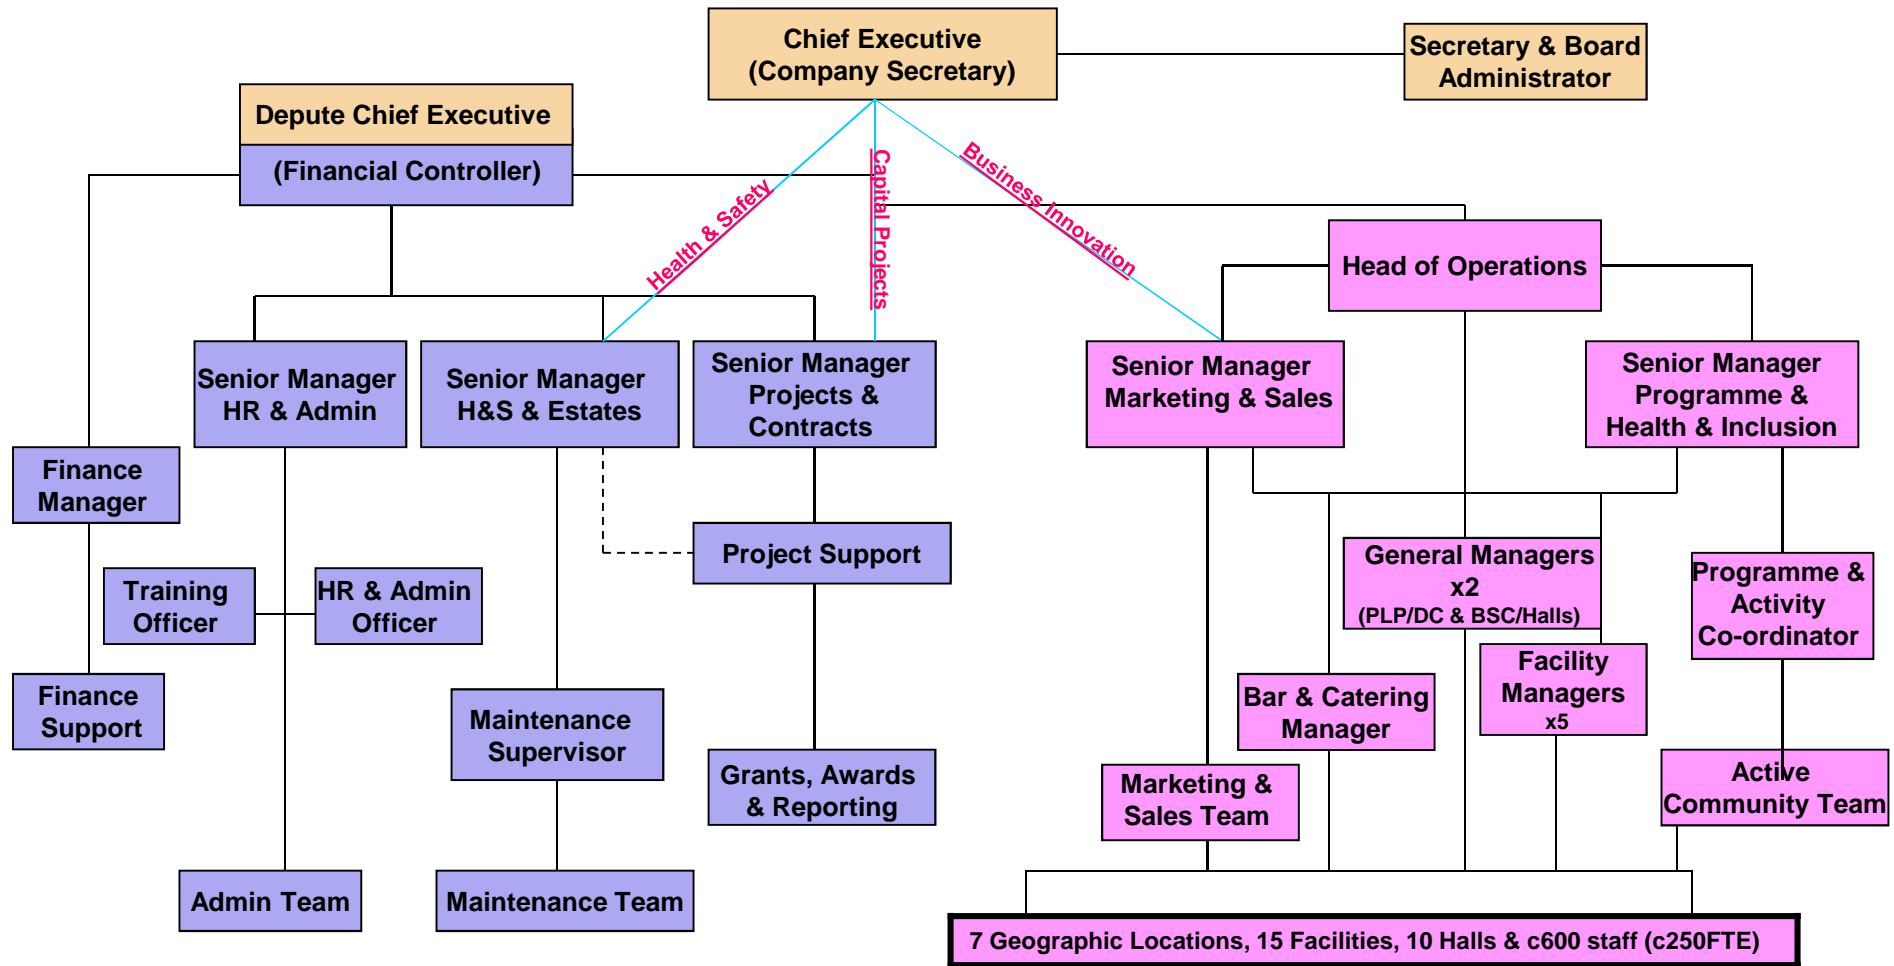 Chief Executive
(Company Secretary)
Secretary & Board
Administrator
Depute Chief Executive
(Financial Controller)
Health & Safety
Capital Projects
Business Innovation
Head of Operations
Senior Manager
HR & Admin
Senior Manager
H&S & Estates
Senior Manager
Projects &
Contracts
Senior Manager
Marketing & Sales
Senior Manager
Programme &
Health & Inclusion
Finance
Manager
Project Support
General Managers
x2
(PLP/DC & BSC/Halls)
Programme &
Activity
Co-ordinator
Training
Officer
HR & Admin
Officer
Facility
Managers
x5
Finance
Support
Maintenance
Supervisor
Bar & Catering
Manager
Grants, Awards
& Reporting
Marketing &
Sales Team
Active
Community Team
Admin Team
Maintenance Team
7 Geographic Locations, 15 Facilities, 10 Halls & c600 staff (c250FTE)